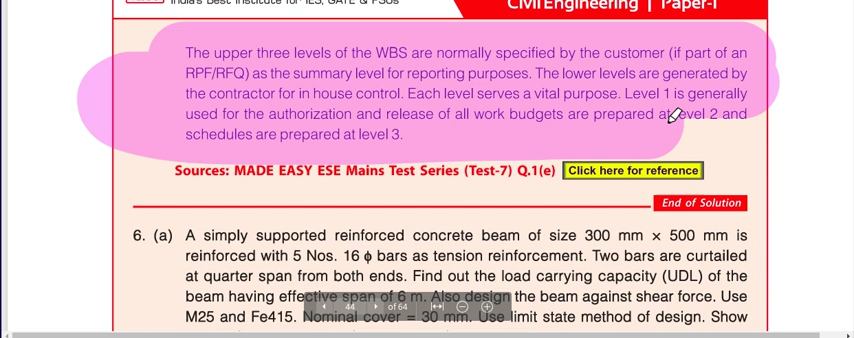 India's Best Institute for IES, GATE & PSUs
Civil Engineering | Paper-I
The upper three levels of the WBS are normally specified by the customer (if part of an
RPF/RFQ) as the summary level for reporting purposes. The lower levels are generated by
the contractor for in house control. Each level serves a vital purpose. Level 1 is generally
used for the authorization and release of all work budgets are prepared at level 2 and
schedules are prepared at level 3.
Sources: MADE EASY ESE Mains Test Series (Test-7) Q.1(e) Click here for reference
End of Solution
6. (a) A simply supported reinforced concrete beam of size 300 mm × 500 mm is
reinforced with 5 Nos. 16 ϕ bars as tension reinforcement. Two bars are curtailed
at quarter span from both ends. Find out the load carrying capacity (UDL) of the
beam having effective span of 6 m. Also design the beam against shear force. Use
44 of 64
M25 and Fe415. Nominal cover = 30 mm. Use limit state method of design. Show